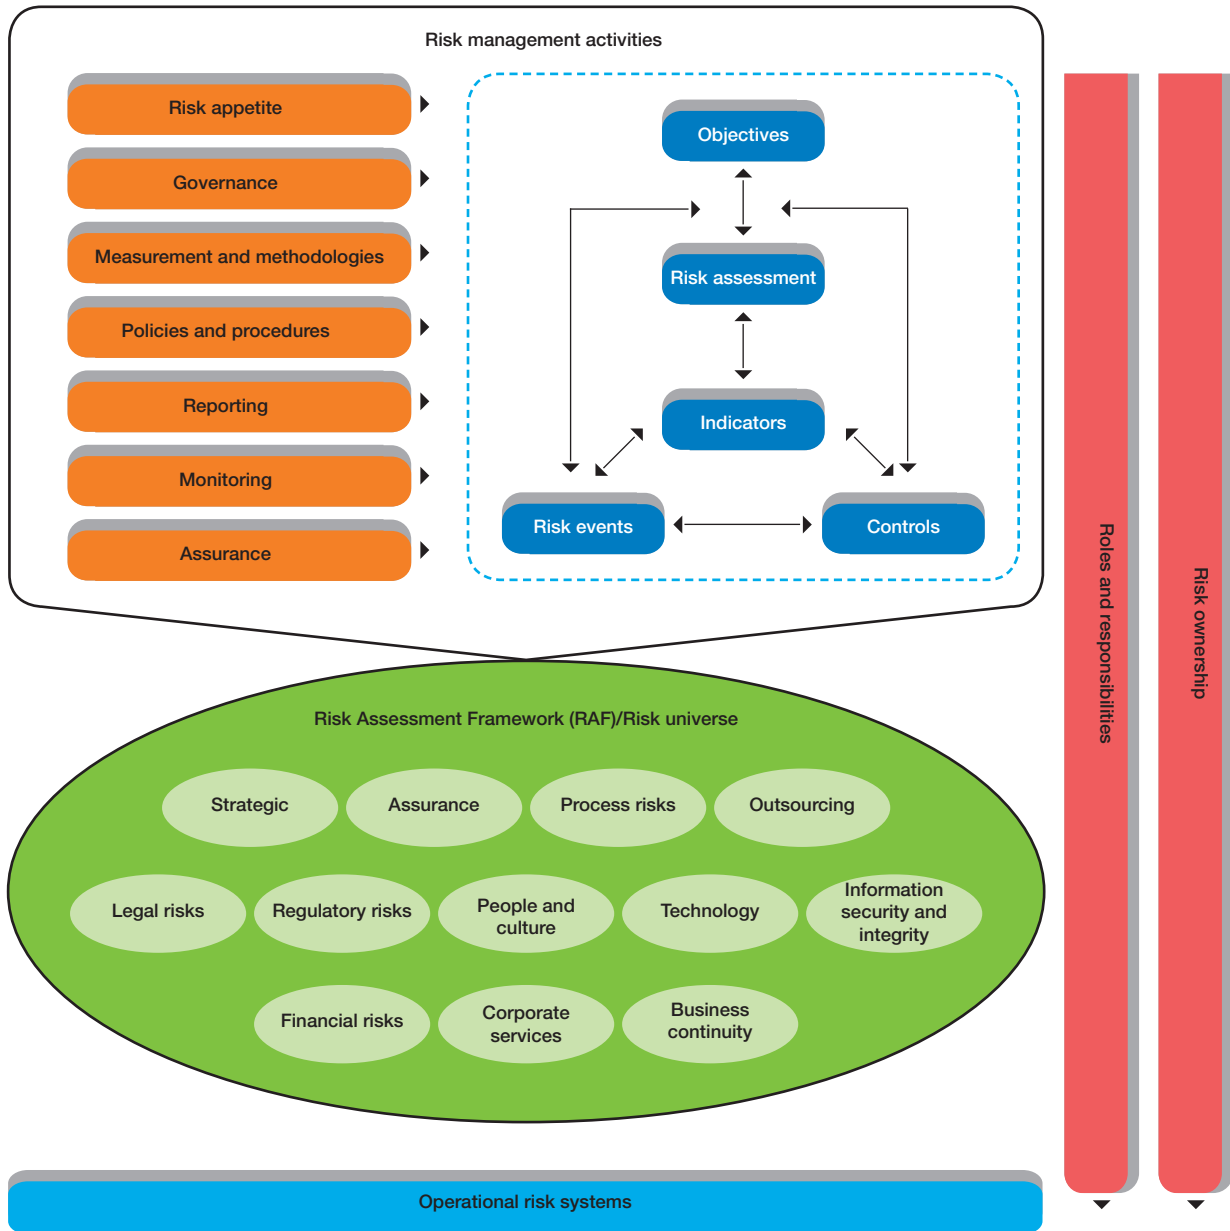 Risk management activities
Risk appetite
Governance
Measurement and methodologies
Policies and procedures
Reporting
Monitoring
Assurance
Objectives
Risk assessment
Indicators
Risk events
Controls
Roles and responsibilities
Risk ownership
Risk Assessment Framework (RAF)/Risk universe
Strategic
Assurance
Process risks
Outsourcing
Legal risks
Regulatory risks
People and
culture
Technology
Information
security and
integrity
Financial risks
Corporate
services
Business
continuity
Operational risk systems